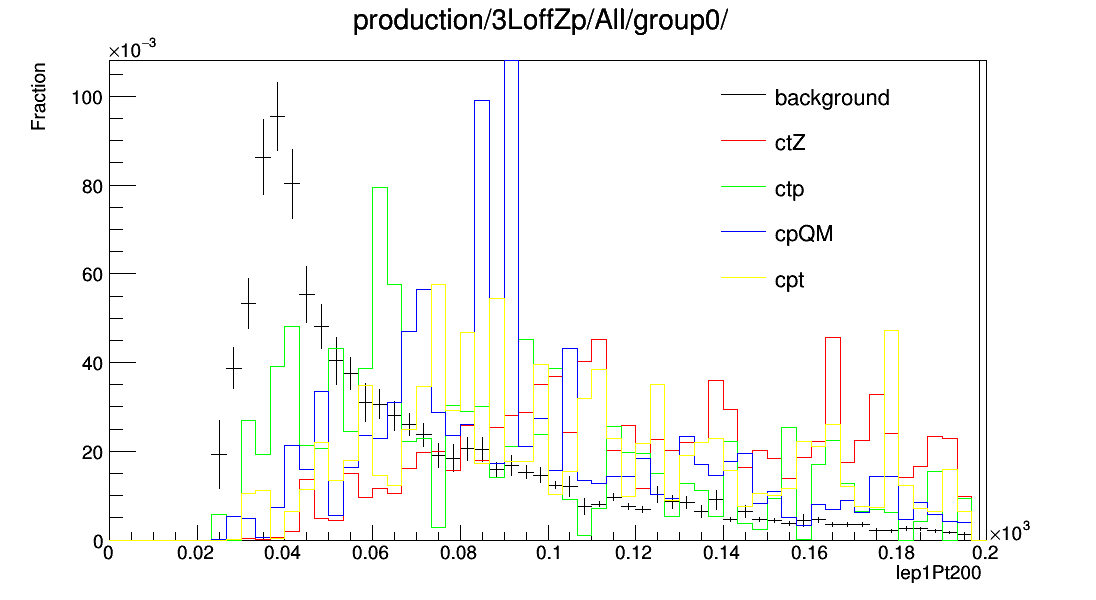 production/3LoffZp/All/group0/
×10⁻³
Fraction
100
80
60
40
20
0
background
ctZ
ctp
cpQM
cpt
0 0.02 0.04 0.06 0.08 0.1 0.12 0.14 0.16 0.18 0.2
×10³
lep1Pt200